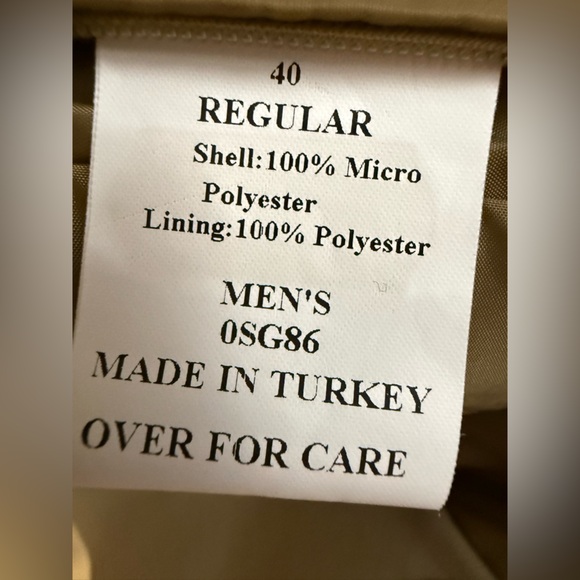 40
REGULAR
Shell:100% Micro
Polyester
Lining:100% Polyester
MEN'S
0SG86
MADE IN TURKEY
OVER FOR CARE